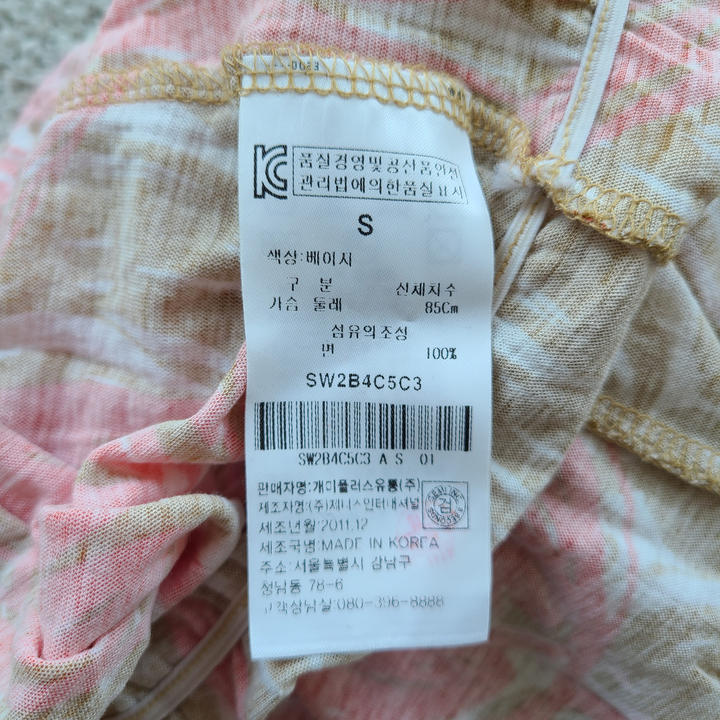 KC 품질경영및공산품안전
관리법에의한품질표시
S
색상:베이지
구 분 신체치수
가슴 둘레 85Cm
섬유의조성
면 100%
SW2B4C5C3
SW2B4C5C3 A S 01
판매자명:개미플러스유통(주)
제조자명:(주)제니스인터내셔널
제조년월:2011.12
제조국명:MADE IN KOREA
주소:서울특별시 강남구
청남동 78-6
고객상담실:080-396-8888
검